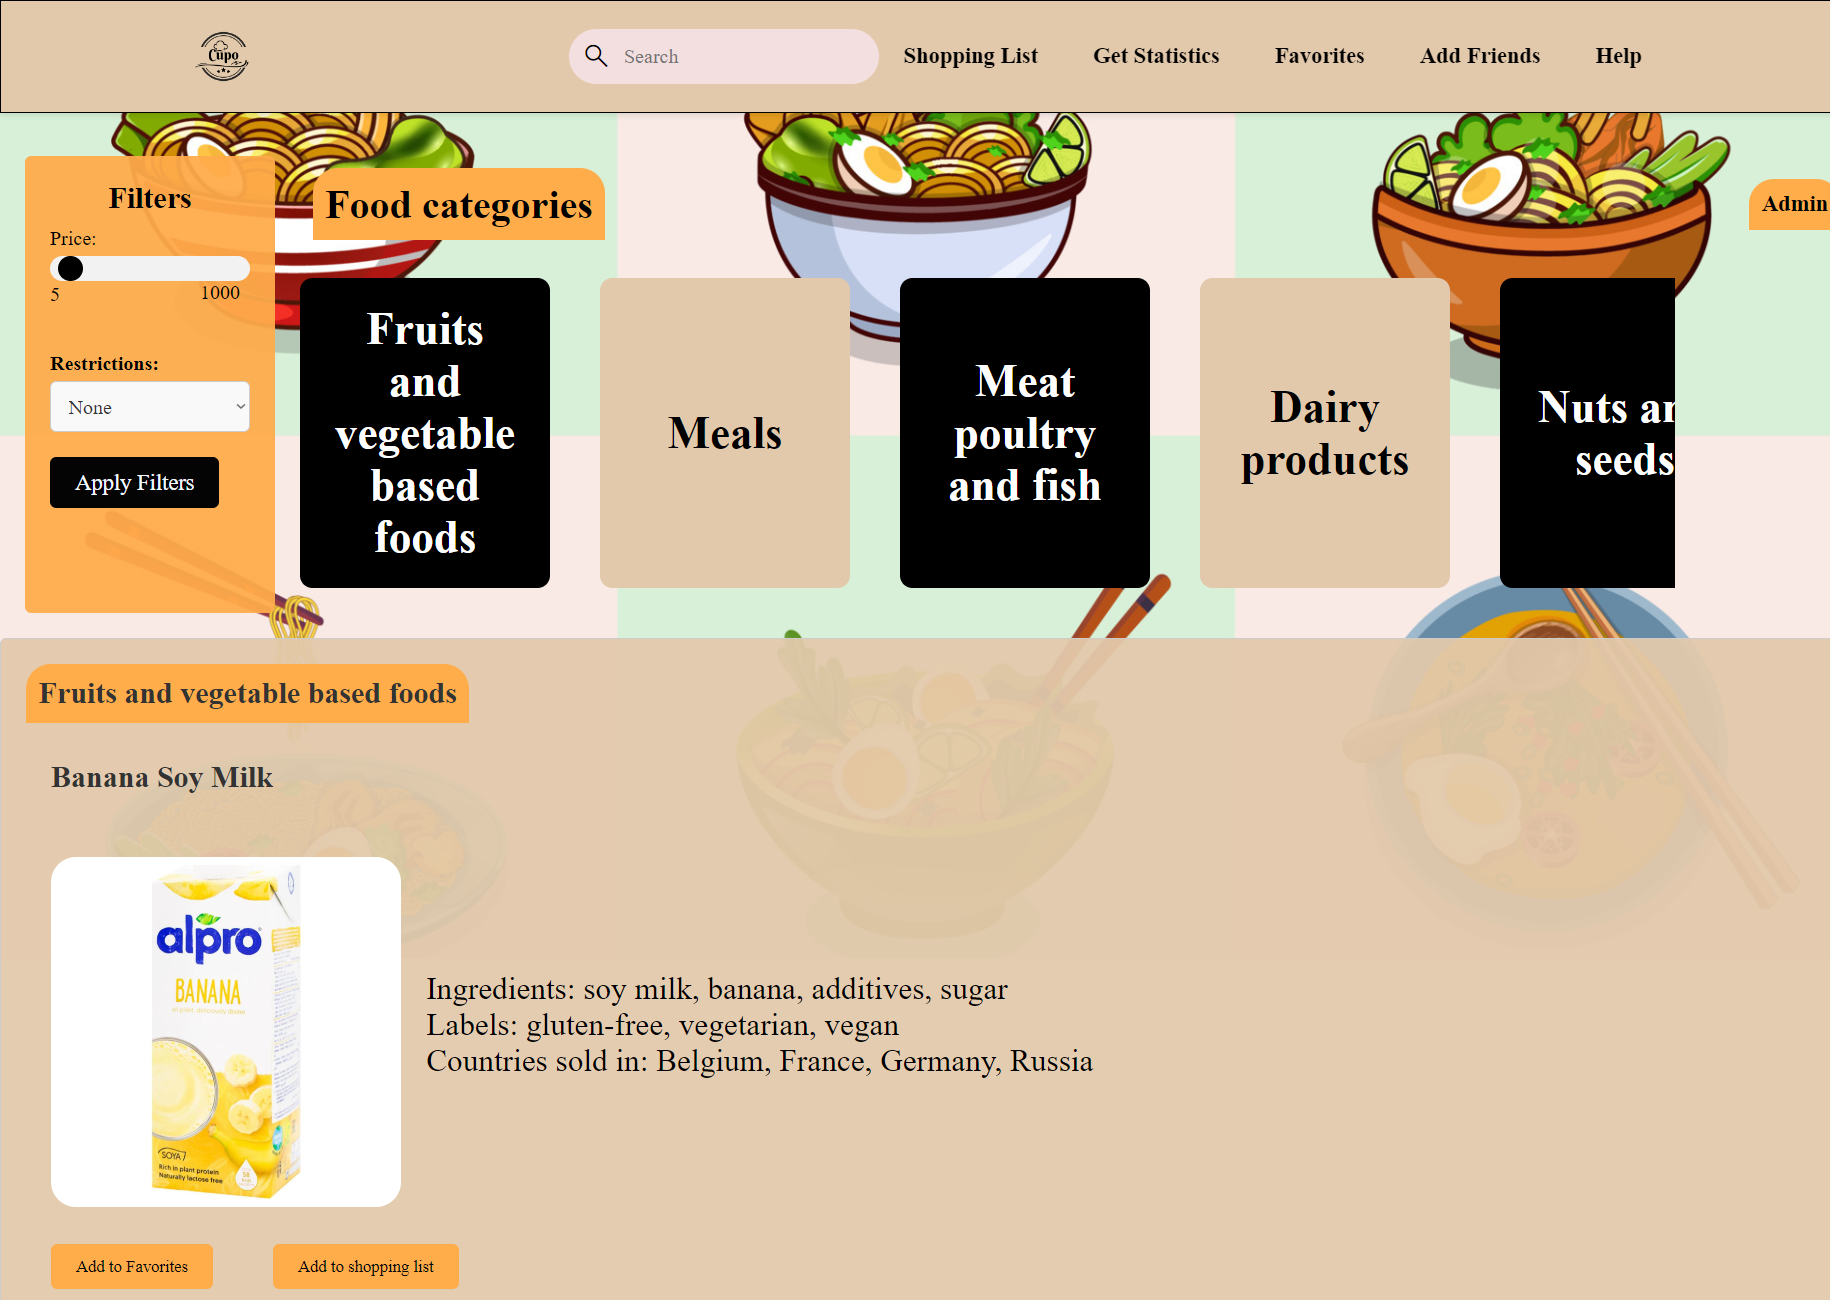 Cupo
Search
Shopping List
Get Statistics
Favorites
Add Friends
Help
Filters
Price:
5
1000
Restrictions:
None
Apply Filters
Food categories
Admin
Fruits
and
vegetable
based
foods
Meals
Meat
poultry
and fish
Dairy
products
Nuts
seeds
Fruits and vegetable based foods
Banana Soy Milk
alpro
BANANA
SOYA
Rich in plant protein
Naturally lactose free
Ingredients: soy milk, banana, additives, sugar
Labels: gluten-free, vegetarian, vegan
Countries sold in: Belgium, France, Germany, Russia
Add to Favorites
Add to shopping list